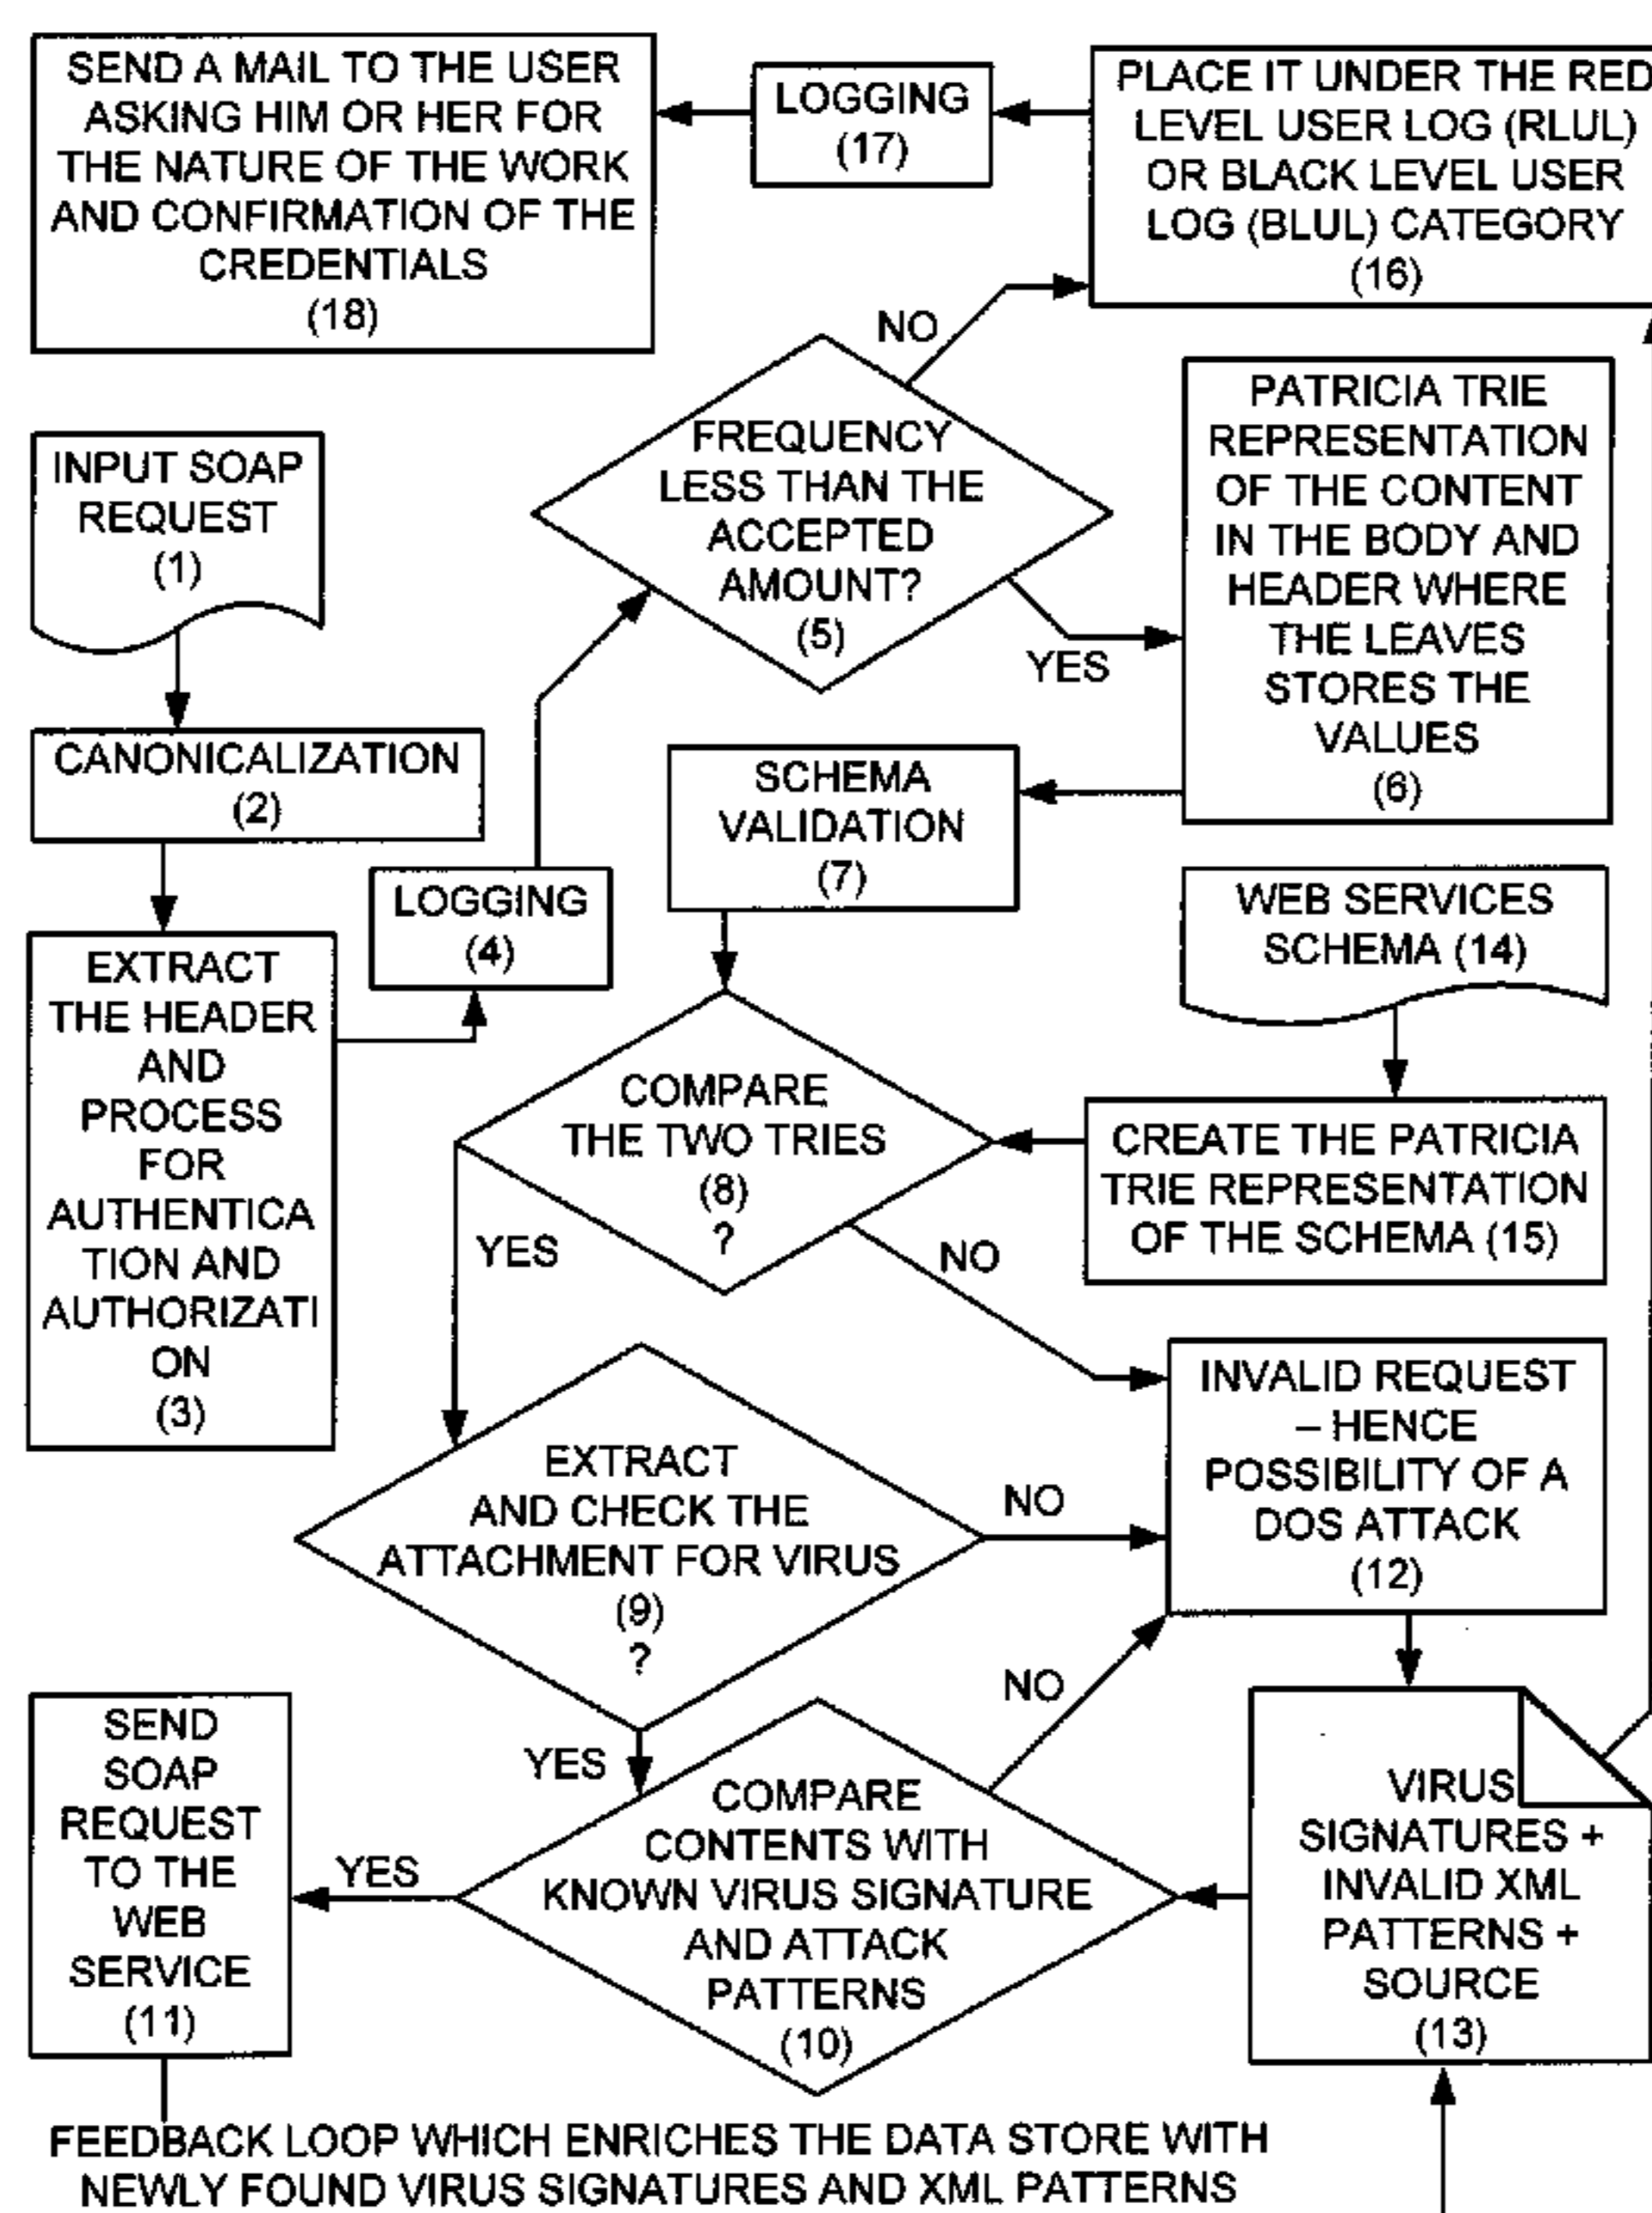 SEND A MAIL TO THE USER
ASKING HIM OR HER FOR
THE NATURE OF THE WORK
AND CONFIRMATION OF THE
CREDENTIALS
(18)
LOGGING
(17)
PLACE IT UNDER THE RED
LEVEL USER LOG (RLUL)
OR BLACK LEVEL USER
LOG (BLUL) CATEGORY
(16)
NO
INPUT SOAP
REQUEST
(1)
FREQUENCY
LESS THAN THE
ACCEPTED
AMOUNT?
(5)
YES
PATRICIA TRIE
REPRESENTATION
OF THE CONTENT
IN THE BODY AND
HEADER WHERE
THE LEAVES
STORES THE
VALUES
(6)
CANONICALIZATION
(2)
SCHEMA
VALIDATION
(7)
LOGGING
(4)
WEB SERVICES
SCHEMA (14)
EXTRACT
THE HEADER
AND
PROCESS
FOR
AUTHENTICA
TION AND
AUTHORIZATI
ON
(3)
COMPARE
THE TWO TRIES
(8)
?
CREATE THE PATRICIA
TRIE REPRESENTATION
OF THE SCHEMA (15)
YES
NO
EXTRACT
AND CHECK THE
ATTACHMENT FOR VIRUS
(9)
?
NO
INVALID REQUEST
– HENCE
POSSIBILITY OF A
DOS ATTACK
(12)
NO
YES
SEND
SOAP
REQUEST
TO THE
WEB
SERVICE
(11)
YES
COMPARE
CONTENTS WITH
KNOWN VIRUS SIGNATURE
AND ATTACK
PATTERNS
(10)
VIRUS
SIGNATURES +
INVALID XML
PATTERNS +
SOURCE
(13)
FEEDBACK LOOP WHICH ENRICHES THE DATA STORE WITH
NEWLY FOUND VIRUS SIGNATURES AND XML PATTERNS